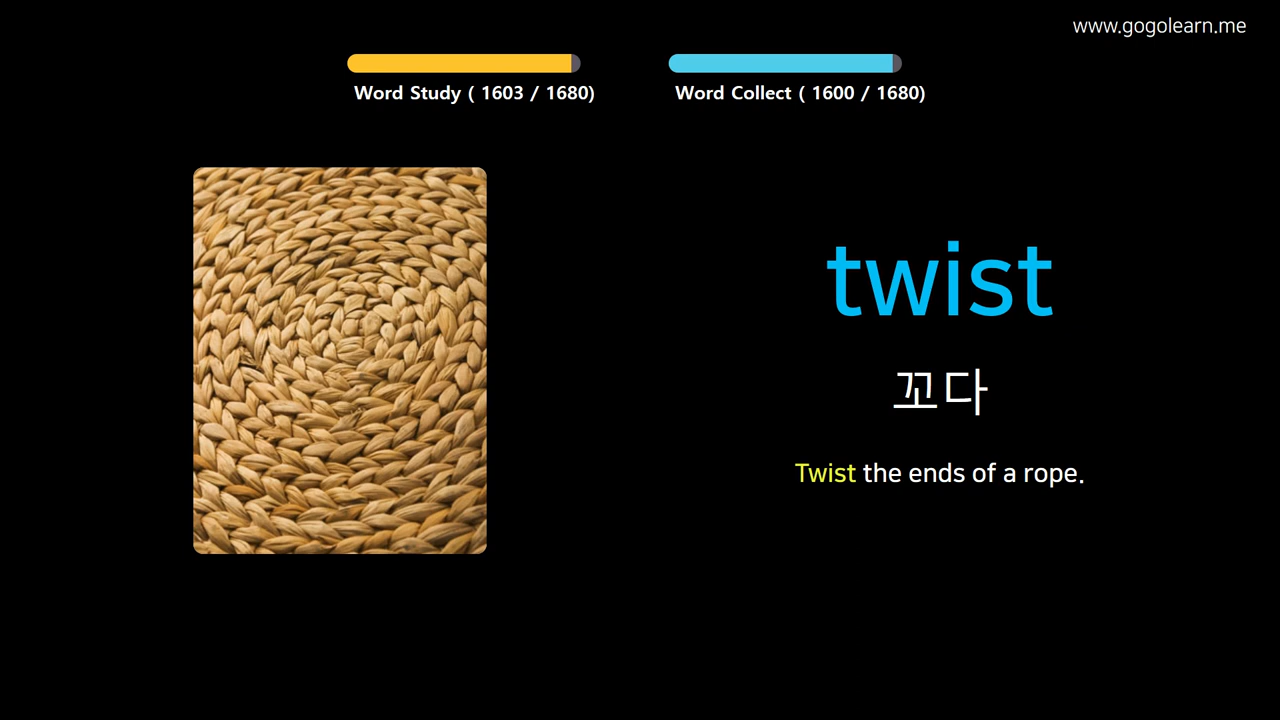 www.gogolearn.me
Word Study ( 1603 / 1680)
Word Collect ( 1600 / 1680)
twist
꼬다
Twist the ends of a rope.